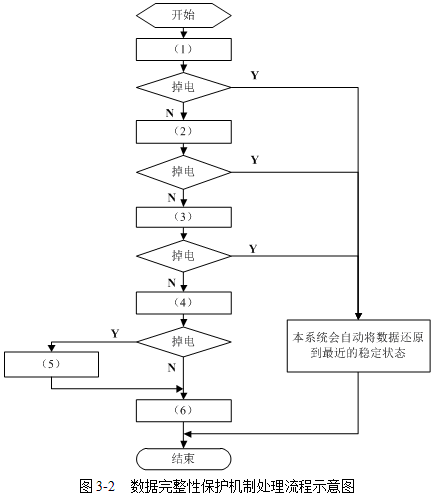 开始
（1）
掉电
Y
N
（2）
掉电
Y
N
（3）
掉电
Y
N
（4）
掉电
Y
N
（5）
本系统会自动将数据还原
到最近的稳定状态
（6）
结束
图 3-2 数据完整性保护机制处理流程示意图